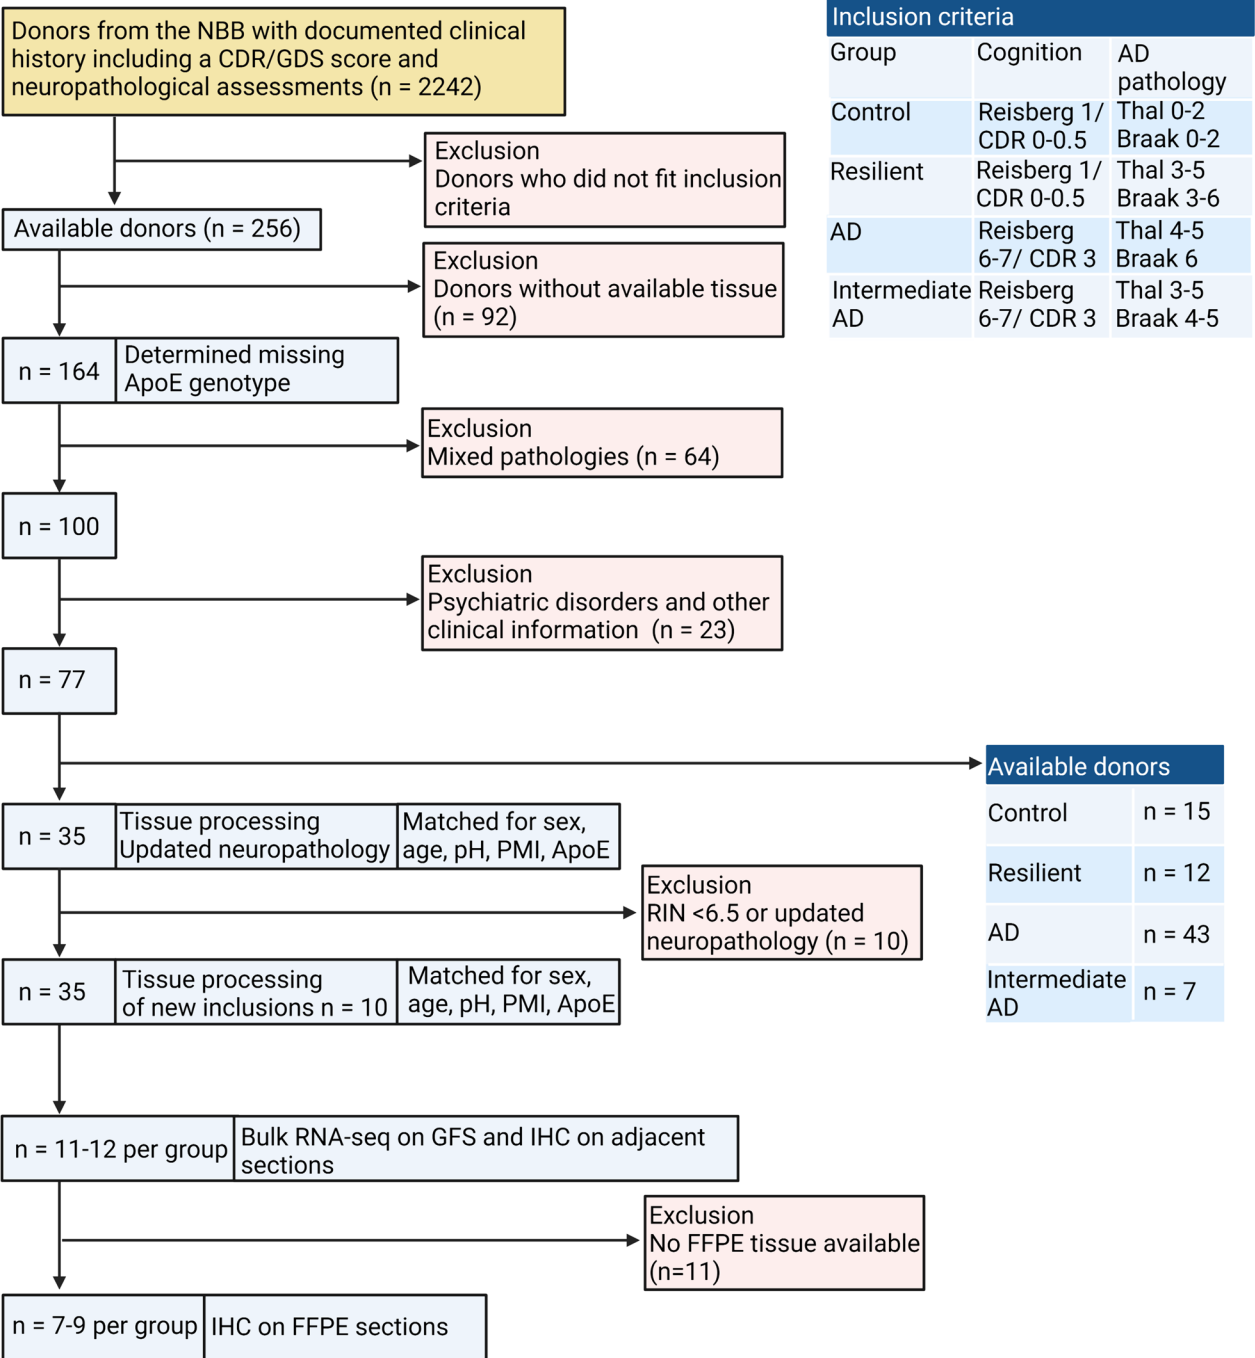 Donors from the NBB with documented clinical
history including a CDR/GDS score and
neuropathological assessments (n = 2242)
Exclusion
Donors who did not fit inclusion
criteria
Available donors (n = 256)
Exclusion
Donors without available tissue
(n = 92)
n = 164
Determined missing
ApoE genotype
Exclusion
Mixed pathologies (n = 64)
n = 100
Exclusion
Psychiatric disorders and other
clinical information (n = 23)
n = 77
n = 35
Tissue processing
Updated neuropathology
Matched for sex,
age, pH, PMI, ApoE
Exclusion
RIN <6.5 or updated
neuropathology (n = 10)
n = 35
Tissue processing
of new inclusions n = 10
Matched for sex,
age, pH, PMI, ApoE
n = 11-12 per group
Bulk RNA-seq on GFS and IHC on adjacent
sections
Exclusion
No FFPE tissue available
(n=11)
n = 7-9 per group
IHC on FFPE sections
Inclusion criteria
Group
Cognition
AD
pathology
Control
Reisberg 1/
CDR 0-0.5
Thal 0-2
Braak 0-2
Resilient
Reisberg 1/
CDR 0-0.5
Thal 3-5
Braak 3-6
AD
Reisberg
6-7/ CDR 3
Thal 4-5
Braak 6
Intermediate
AD
Reisberg
6-7/ CDR 3
Thal 3-5
Braak 4-5
Available donors
Control
n = 15
Resilient
n = 12
AD
n = 43
Intermediate
AD
n = 7